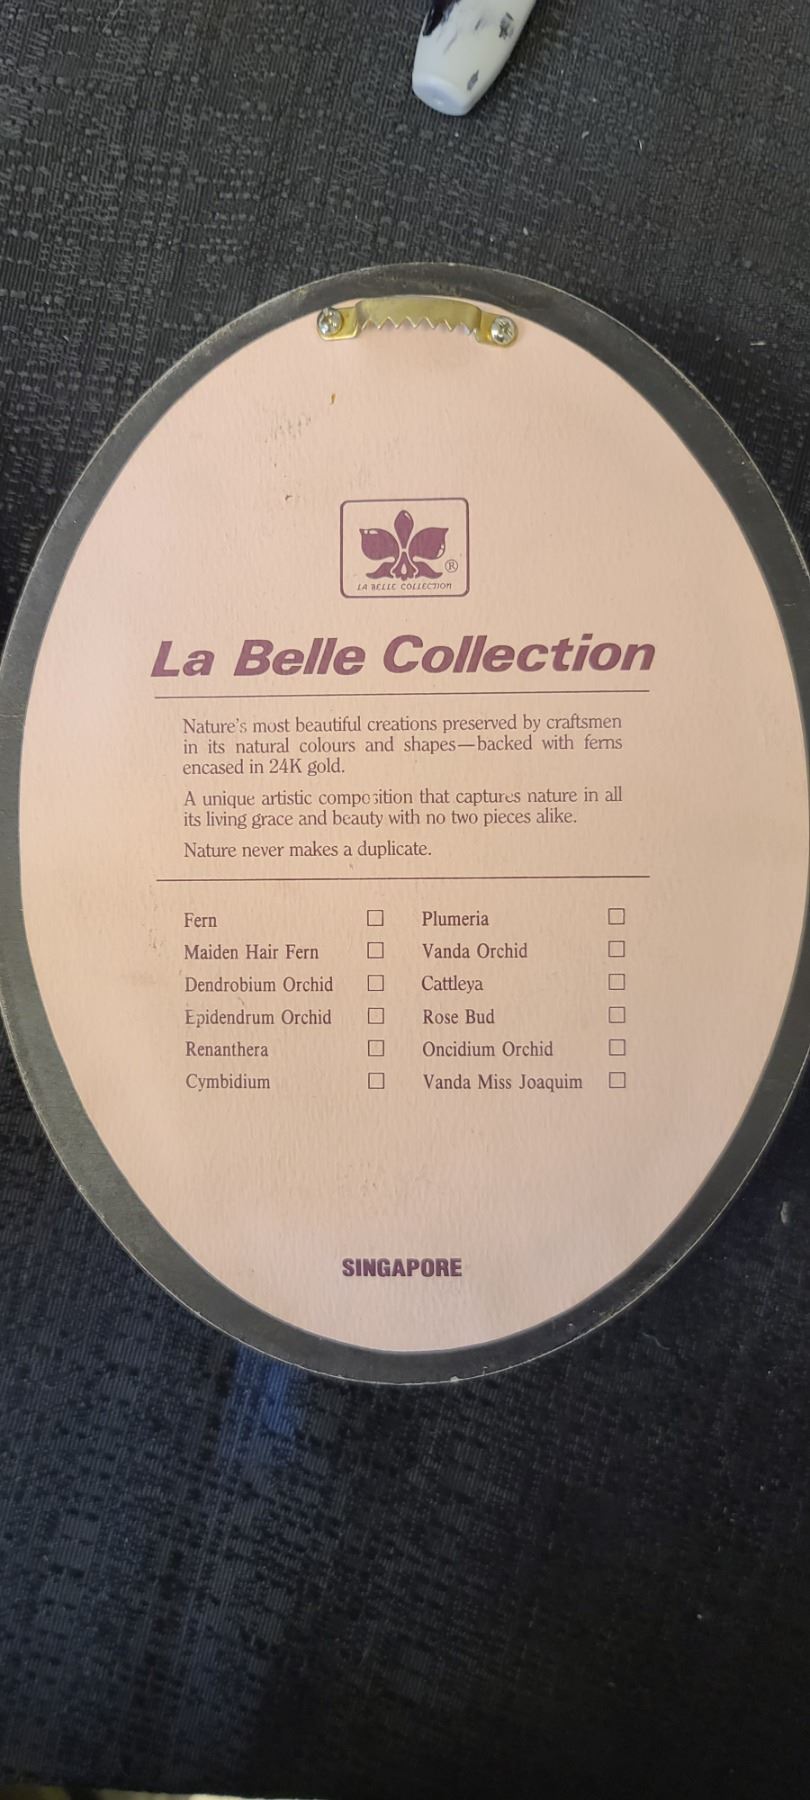 ®
LA BELLE COLLECTION
La Belle Collection
Nature's most beautiful creations preserved by craftsmen
in its natural colours and shapes—backed with ferns
encased in 24K gold.
A unique artistic composition that captures nature in all
its living grace and beauty with no two pieces alike.
Nature never makes a duplicate.
Fern ☐ Plumeria ☐
Maiden Hair Fern ☐ Vanda Orchid ☐
Dendrobium Orchid ☐ Cattleya ☐
Epidendrum Orchid ☐ Rose Bud ☐
Renanthera ☐ Oncidium Orchid ☐
Cymbidium ☐ Vanda Miss Joaquim ☐
SINGAPORE